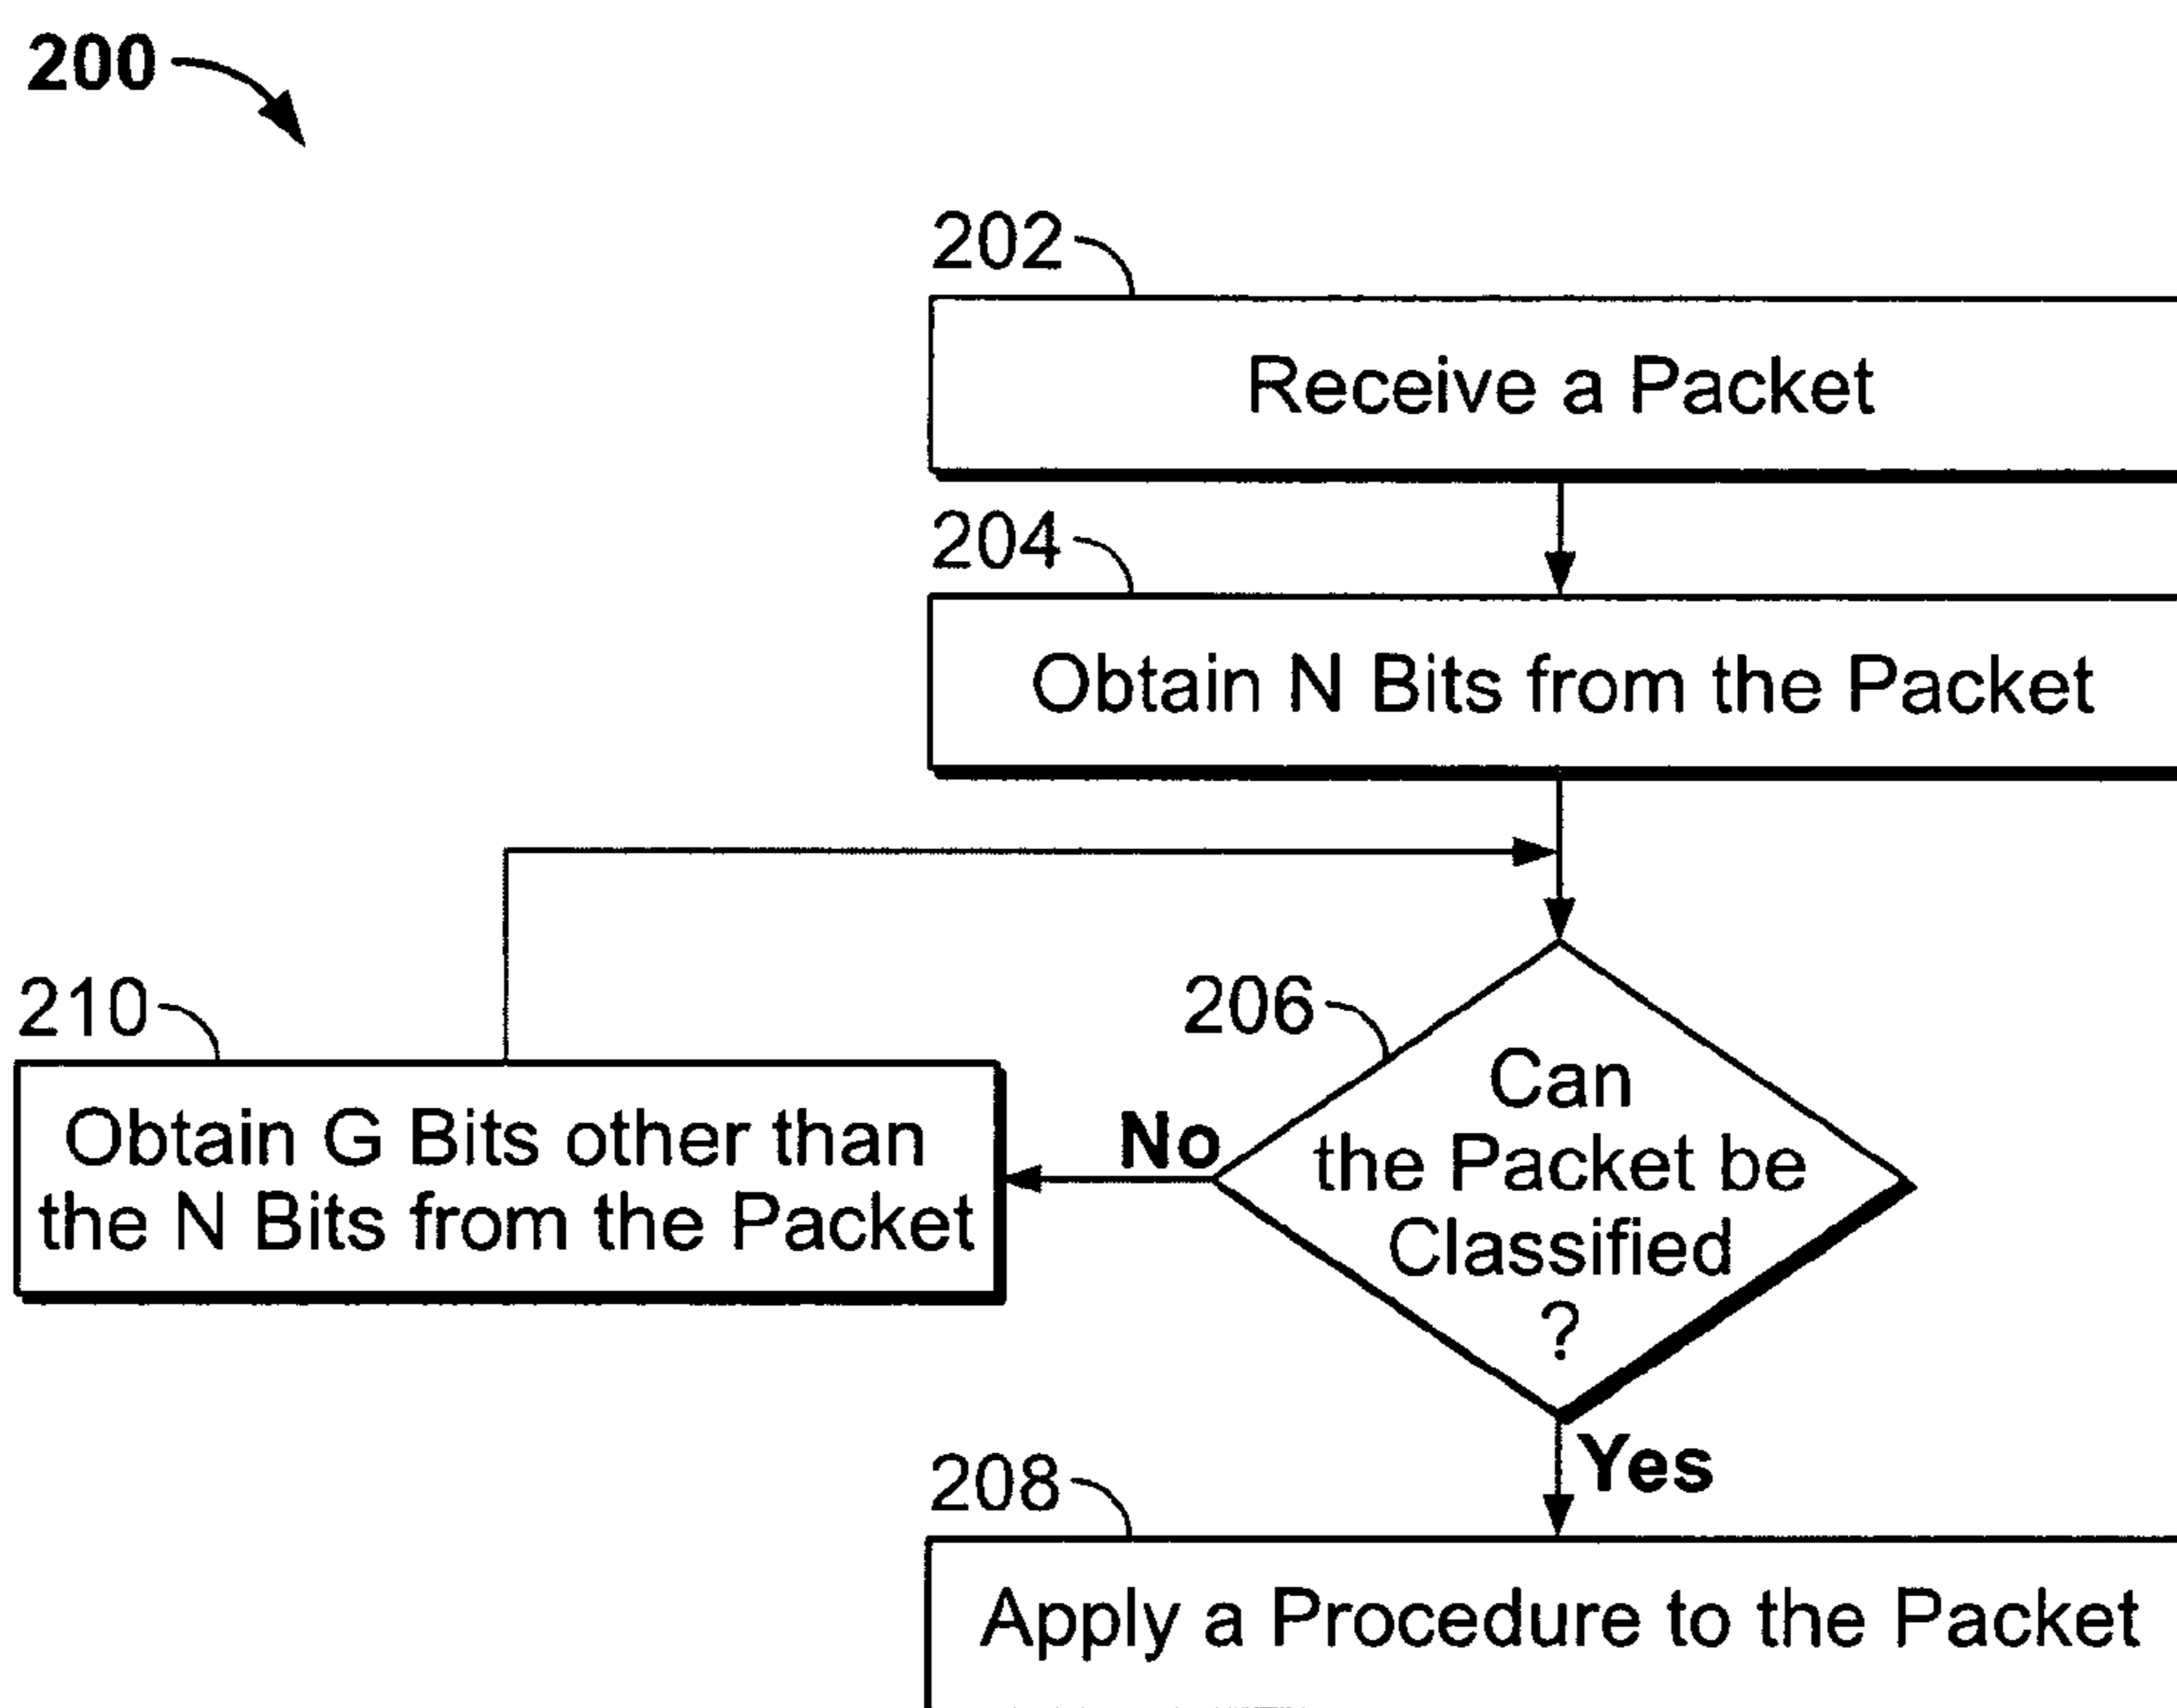 200
202
Receive a Packet
204
Obtain N Bits from the Packet
210
Obtain G Bits other than
the N Bits from the Packet
No
206
Can
the Packet be
Classified
?
Yes
208
Apply a Procedure to the Packet